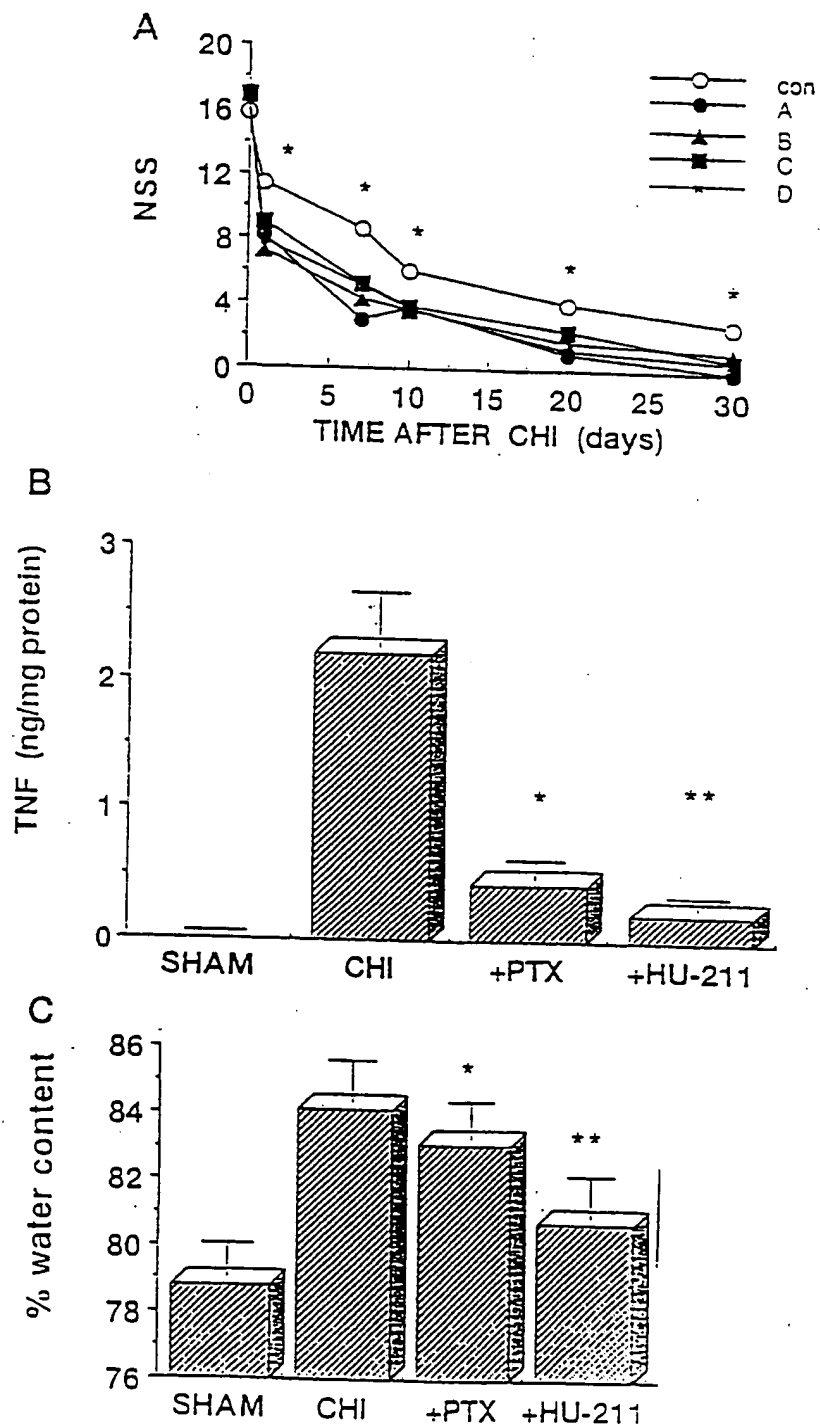 A
20
16
12
8
4
0
NSS
con
A
B
C
D
*
*
*
*
*
0 5 10 15 20 25 30
TIME AFTER CHI (days)
B
3
2
1
0
TNF (ng/mg protein)
*
**
SHAM CHI +PTX +HU-211
C
86
84
82
80
78
76
% water content
*
**
SHAM CHI +PTX +HU-211